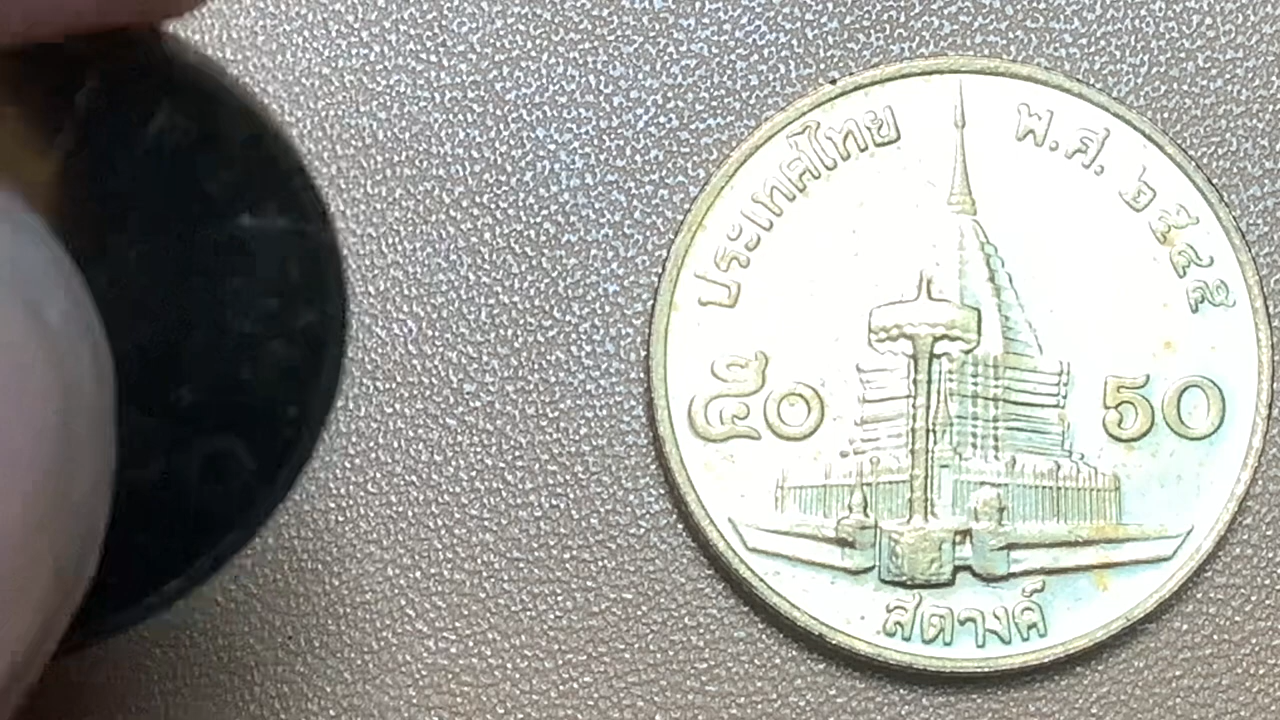 ประเทศไทย
พ.ศ. ๒๕๔๕
๕๐
50
สตางค์